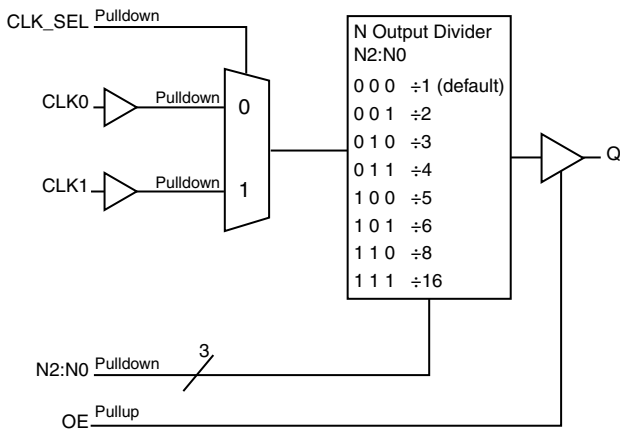 CLK_SEL Pulldown
N Output Divider
N2:N0
0 0 0 ÷1 (default)
0 0 1 ÷2
0 1 0 ÷3
0 1 1 ÷4
1 0 0 ÷5
1 0 1 ÷6
1 1 0 ÷8
1 1 1 ÷16
CLK0 Pulldown 0
CLK1 Pulldown 1
Q
N2:N0 Pulldown 3
OE Pullup